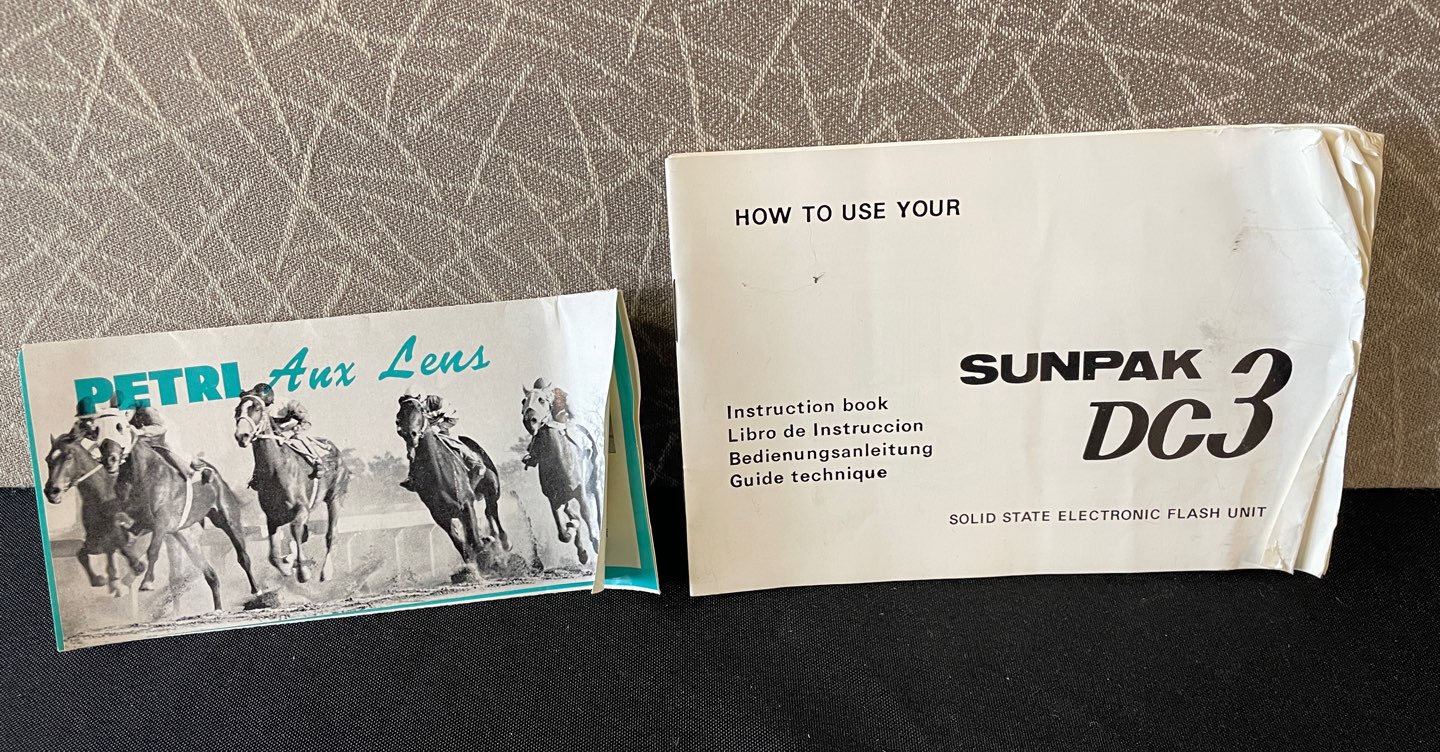 PETRI Aux Lens
HOW TO USE YOUR
SUNPAK
DC3
Instruction book
Libro de Instruccion
Bedienungsanleitung
Guide technique
SOLID STATE ELECTRONIC FLASH UNIT